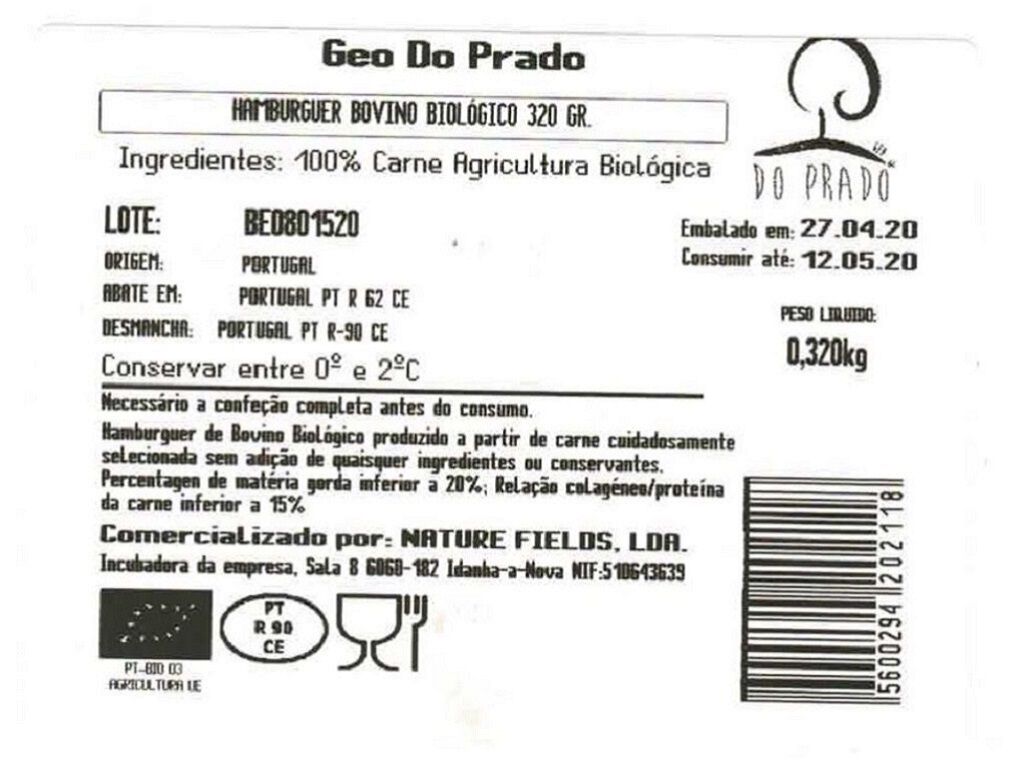 Geo Do Prado
HAMBURGUER BOVINO BIOLÓGICO 320 GR.
Ingredientes: 100% Carne Agricultura Biológica
DO PRADO
LOTE: BE0801520
Embalado em: 27.04.20
Consumir até: 12.05.20
ORIGEM: PORTUGAL
ABATE EM: PORTUGAL PT R 62 CE
DESMANCHA: PORTUGAL PT R-90 CE
PESO LIQUIDO:
0,320kg
Conservar entre 0º e 2ºC
Necessário a confeção completa antes do consumo.
Hamburguer de Bovino Biológico produzido a partir de carne cuidadosamente
selecionada sem adição de quaisquer ingredientes ou conservantes.
Percentagen de matéria gorda inferior a 20%; Relação colagéneo/proteína
da carne inferior a 15%
Comercializado por: NATURE FIELDS, LDA.
Incubadora da empresa, Sala 8 6060-182 Idanha-a-Nova NIF:510643639
PT
R 90
CE
PT-BIO 03
AGRICULTURA UE
5600294202118